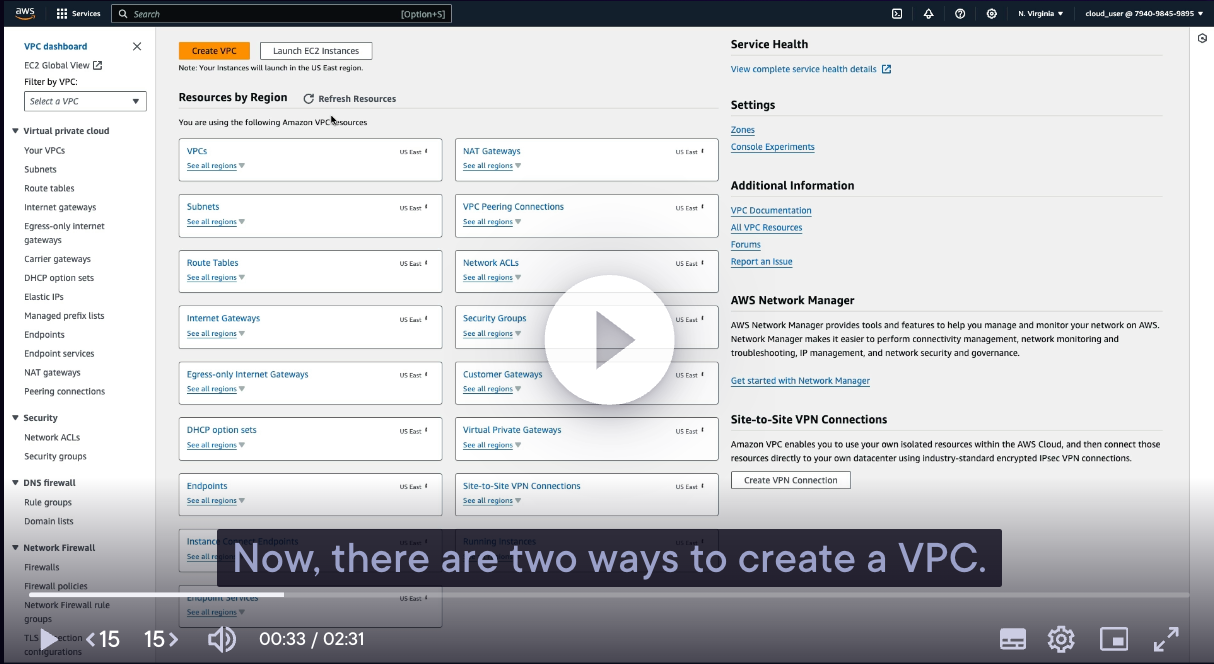 aws
Services
Search
[Option+S]
N. Virginia
cloud_user @ 7940-9845-9895
VPC dashboard
EC2 Global View
Filter by VPC:
Select a VPC
Virtual private cloud
Your VPCs
Subnets
Route tables
Internet gateways
Egress-only internet
gateways
Carrier gateways
DHCP option sets
Elastic IPs
Managed prefix lists
Endpoints
Endpoint services
NAT gateways
Peering connections
Security
Network ACLs
Security groups
DNS firewall
Rule groups
Domain lists
Network Firewall
Firewalls
Firewall policies
Network Firewall rule
groups
configurations
Create VPC
Launch EC2 Instances
Note: Your Instances will launch in the US East region.
Resources by Region
Refresh Resources
You are using the following Amazon VPC resources
VPCs
US East
See all regions
NAT Gateways
US East
See all regions
Subnets
US East
See all regions
VPC Peering Connections
US East
See all regions
Route Tables
US East
See all regions
Network ACLs
US East
See all regions
Internet Gateways
US East
See all regions
Security Groups
US East
See all regions
Egress-only Internet Gateways
US East
See all regions
Customer Gateways
US East
See all regions
DHCP option sets
US East
See all regions
Virtual Private Gateways
US East
See all regions
Endpoints
US East
See all regions
Site-to-Site VPN Connections
US East
See all regions
Instance Connect Endpoints
Running Instances
Endpoint Services
US East
See all regions
Service Health
View complete service health details
Settings
Zones
Console Experiments
Additional Information
VPC Documentation
All VPC Resources
Forums
Report an Issue
AWS Network Manager
AWS Network Manager provides tools and features to help you manage and monitor your network on AWS.
Network Manager makes it easier to perform connectivity management, network monitoring and
troubleshooting, IP management, and network security and governance.
Get started with Network Manager
Site-to-Site VPN Connections
Amazon VPC enables you to use your own isolated resources within the AWS Cloud, and then connect those
resources directly to your own datacenter using industry-standard encrypted IPsec VPN connections.
Create VPN Connection
Now, there are two ways to create a VPC.
15
15
00:33 / 02:31